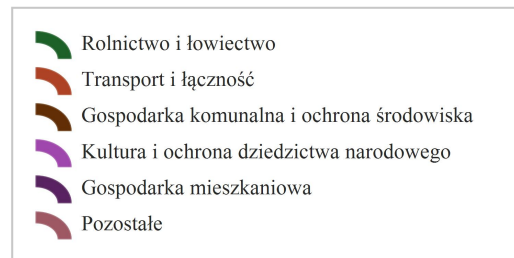 Rolnictwo i łowiectwo
Transport i łączność
Gospodarka komunalna i ochrona środowiska
Kultura i ochrona dziedzictwa narodowego
Gospodarka mieszkaniowa
Pozostałe